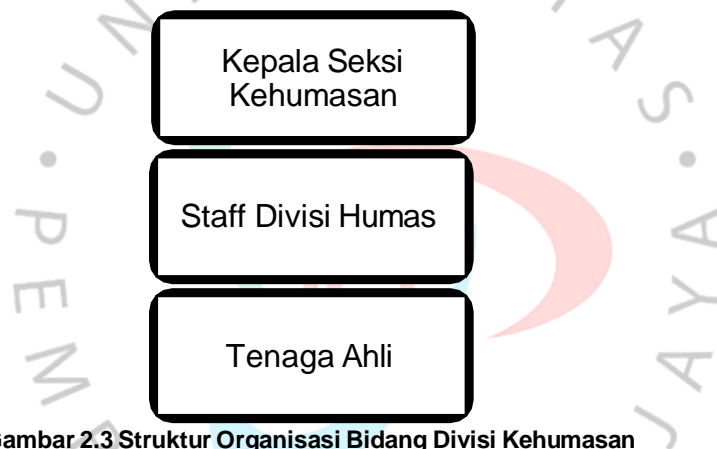 Kepala Seksi
Kehumasan
Staff Divisi Humas
Tenaga Ahli
Gambar 2.3 Struktur Organisasi Bidang Divisi Kehumasan